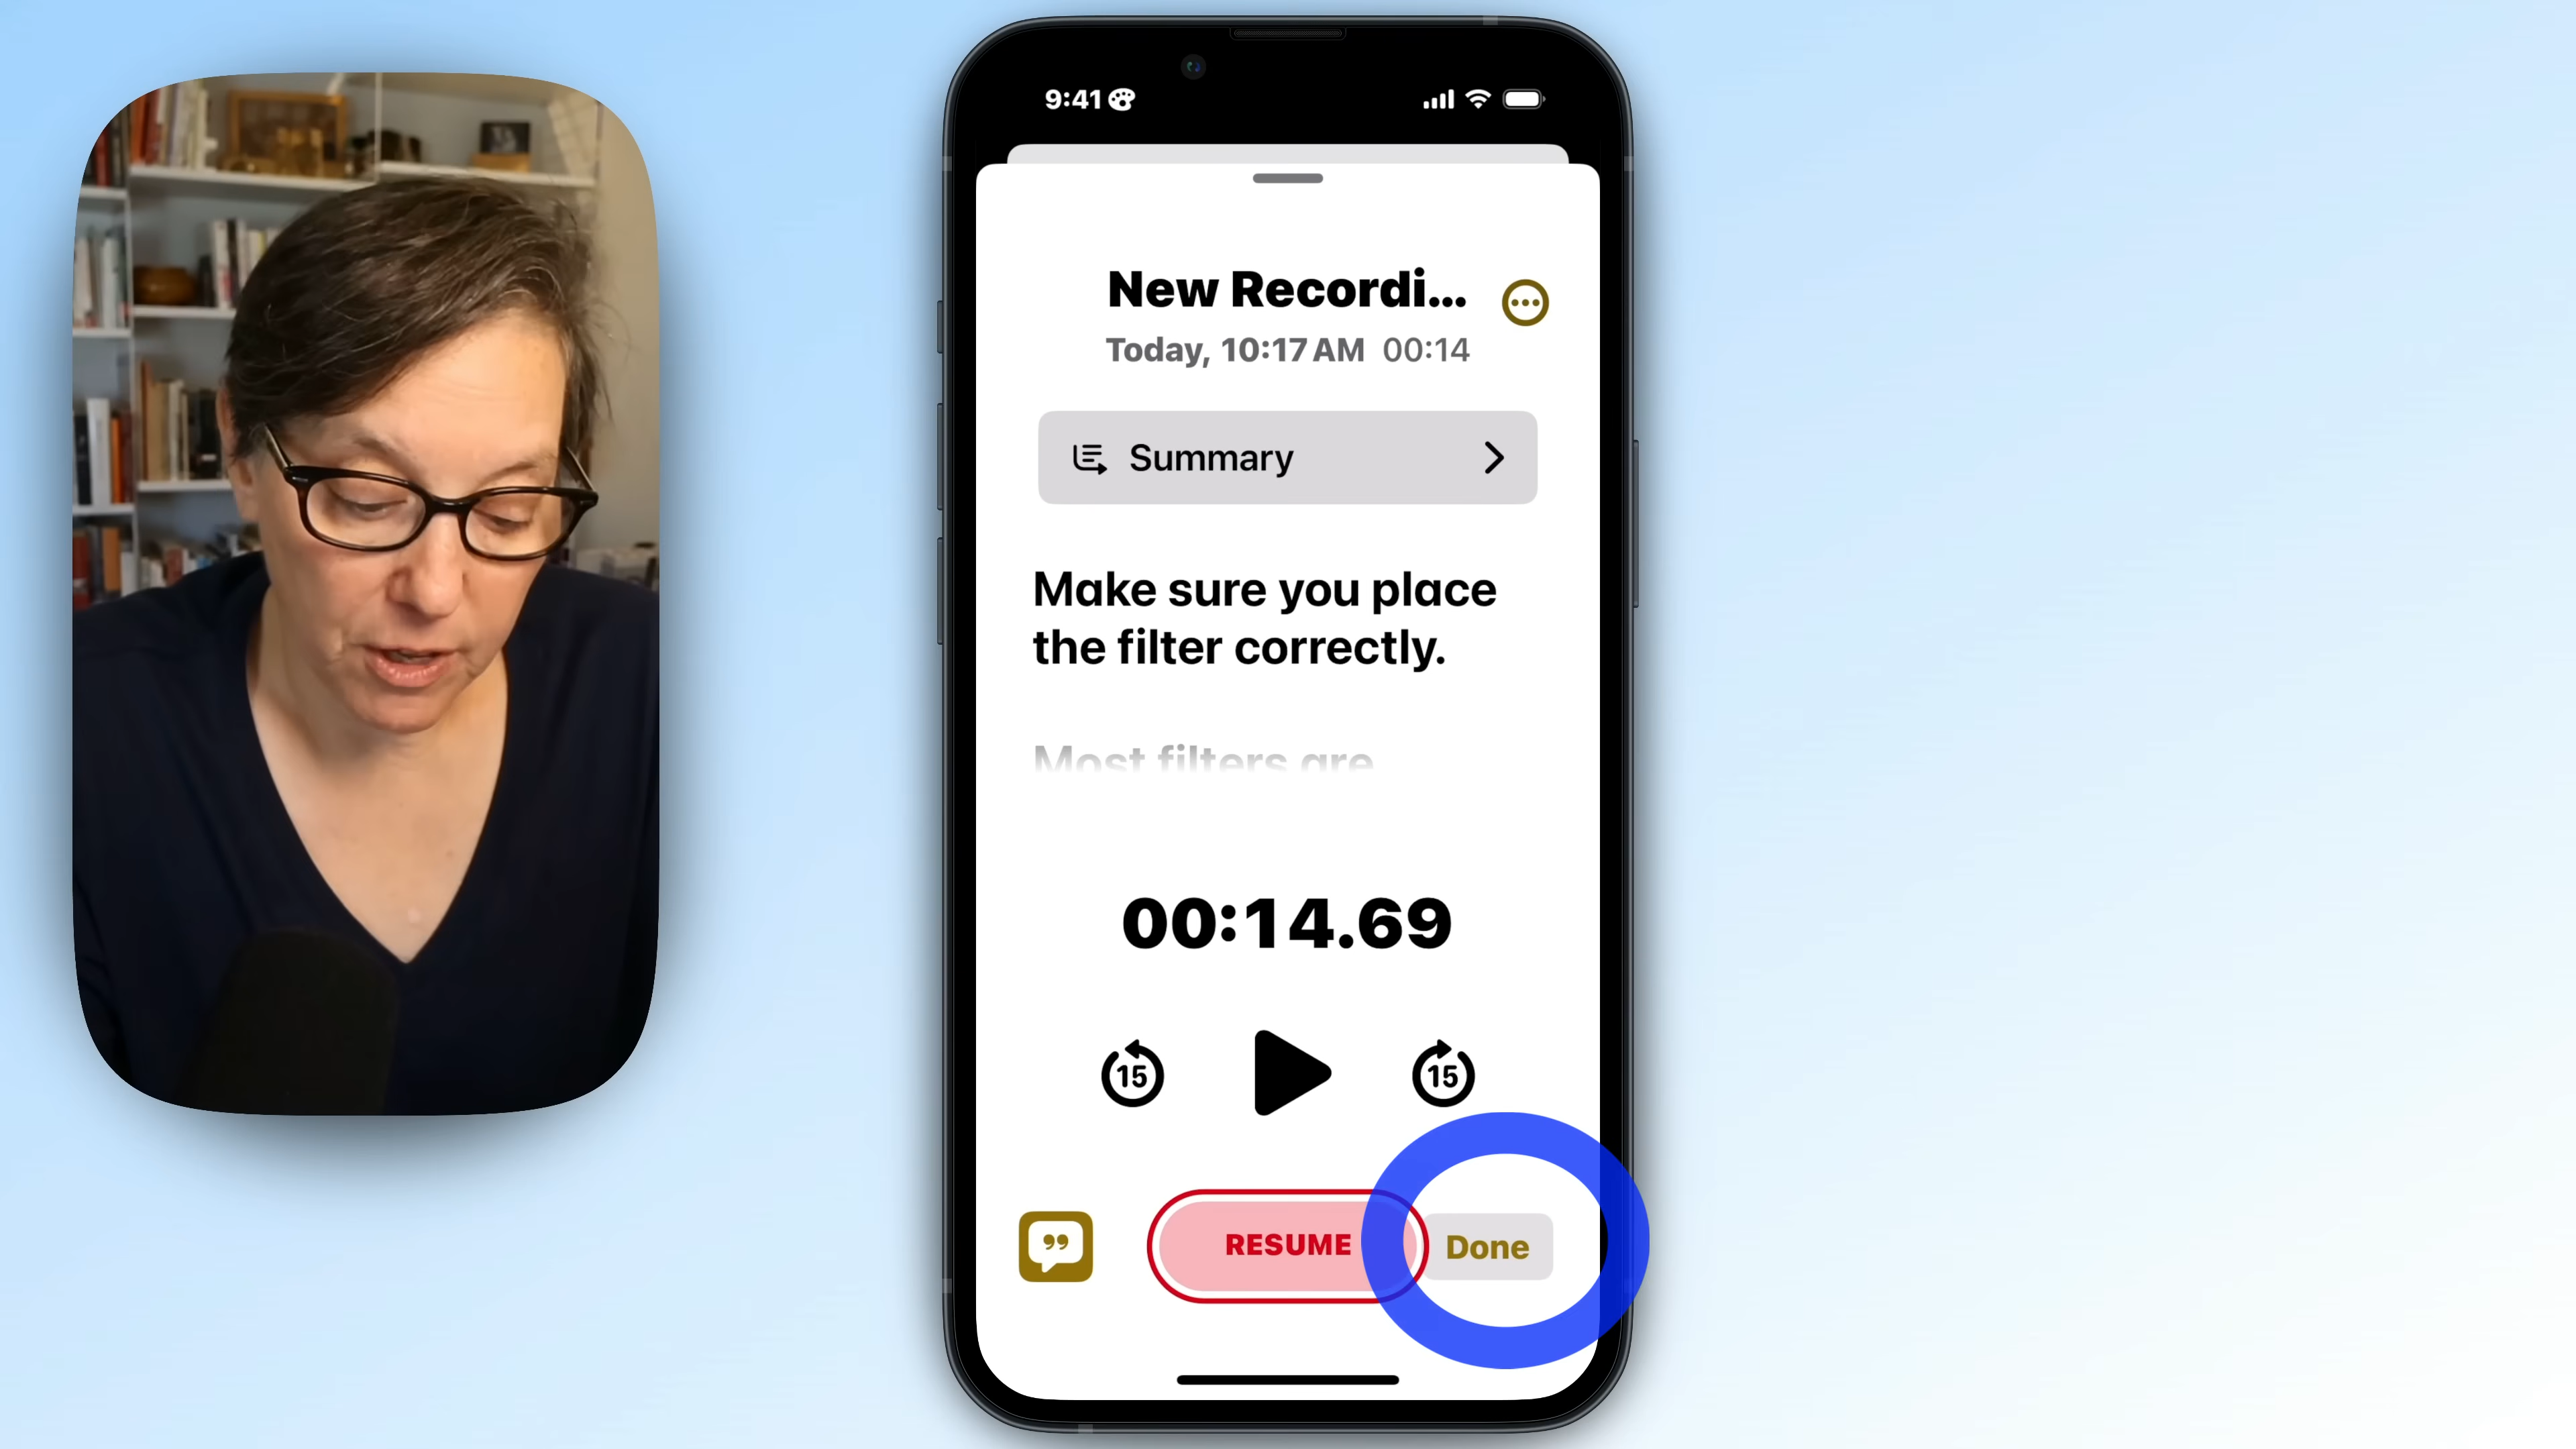 9:41
New Recordi...
Today, 10:17 AM 00:14
Summary
Make sure you place
the filter correctly.
Most filters are
00:14.69
15
15
RESUME
Done